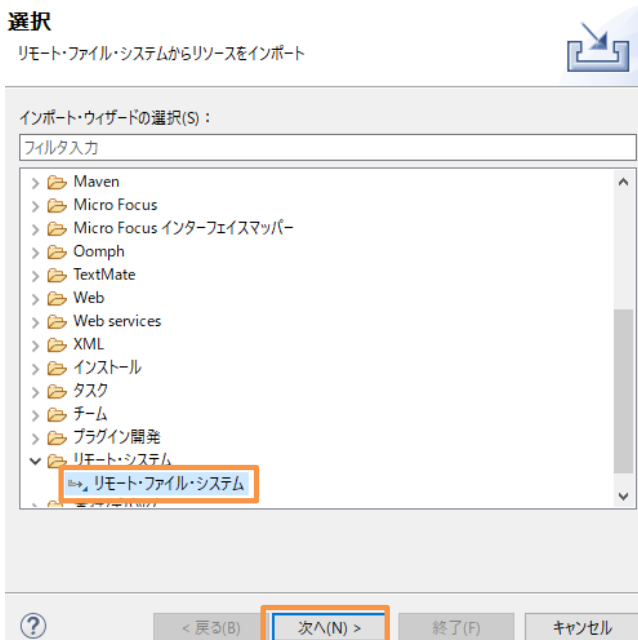 選択
リモート・ファイル・システムからリソースをインポート
インポート・ウィザードの選択(S)：
フィルタ入力
Maven
Micro Focus
Micro Focus インターフェイスマッパー
Oomph
TextMate
Web
Web services
XML
インストール
タスク
チーム
プラグイン開発
リモート・システム
リモート・ファイル・システム
< 戻る(B)
次へ(N) >
終了(F)
キャンセル